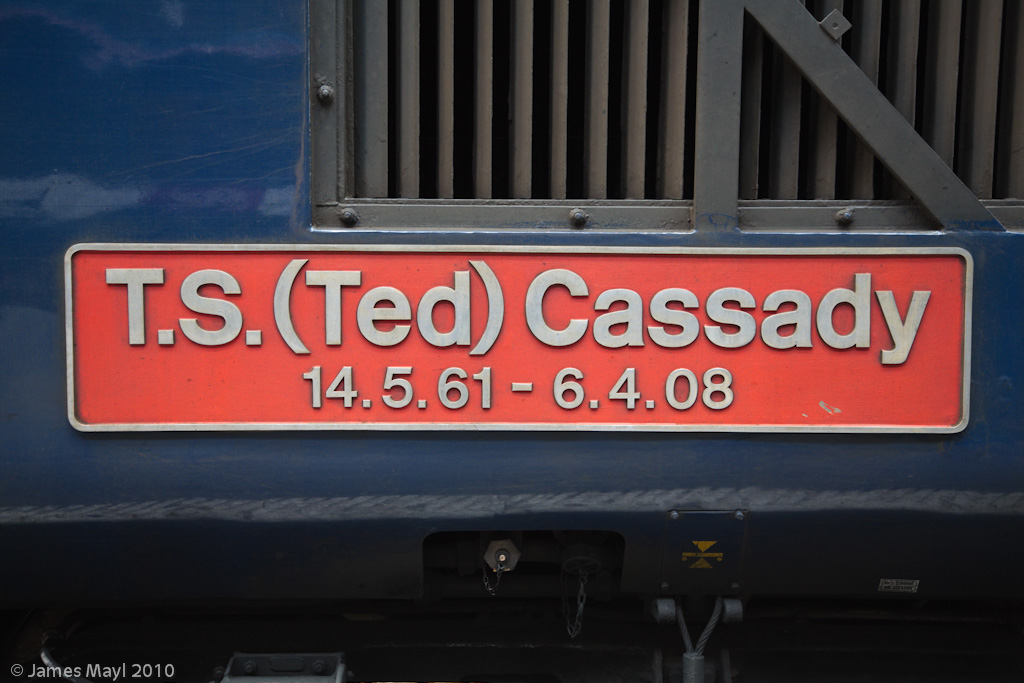 T.S. (Ted) Cassady
14.5.61 - 6.4.08
© James Mayl 2010